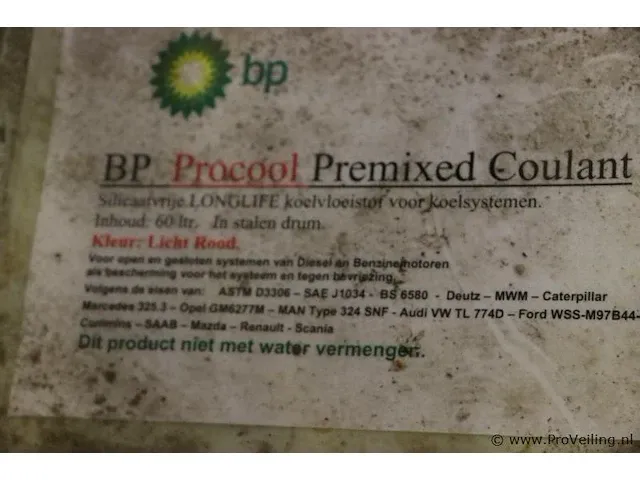 bp
BP Procool Premixed Coulant
Silicaatvrije LONGLIFE koelvloeistof voor koelsystemen.
Inhoud: 60 ltr. In stalen drum.
Kleur: Licht Rood.
Voor open en gesloten systemen van Diesel en Benzinemotoren
als bescherming voor het systeem en tegen bevriezing.
Volgens de eisen van: ASTM D3306 – SAE J1034 - BS 6580 - Deutz – MWM – Caterpillar
Mercedes 325.3 – Opel GM6277M – MAN Type 324 SNF - Audi VW TL 774D – Ford WSS-M97B44-
Cummins – SAAB – Mazda – Renault - Scania
Dit product niet met water vermengen.
© www.ProVeiling.nl